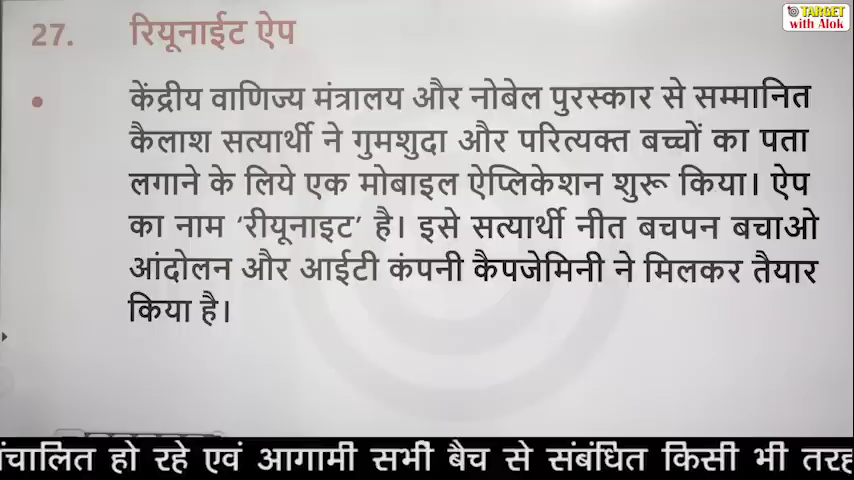 TARGET
with Alok
27. रियूनाईट ऐप
• केंद्रीय वाणिज्य मंत्रालय और नोबेल पुरस्कार से सम्मानित
कैलाश सत्यार्थी ने गुमशुदा और परित्यक्त बच्चों का पता
लगाने के लिये एक मोबाइल ऐप्लिकेशन शुरू किया। ऐप
का नाम ‘रीयूनाइट’ है। इसे सत्यार्थी नीत बचपन बचाओ
आंदोलन और आईटी कंपनी कैपजेमिनी ने मिलकर तैयार
किया है।
ंचालित हो रहे एवं आगामी सभी बैच से संबंधित किसी भी तरह